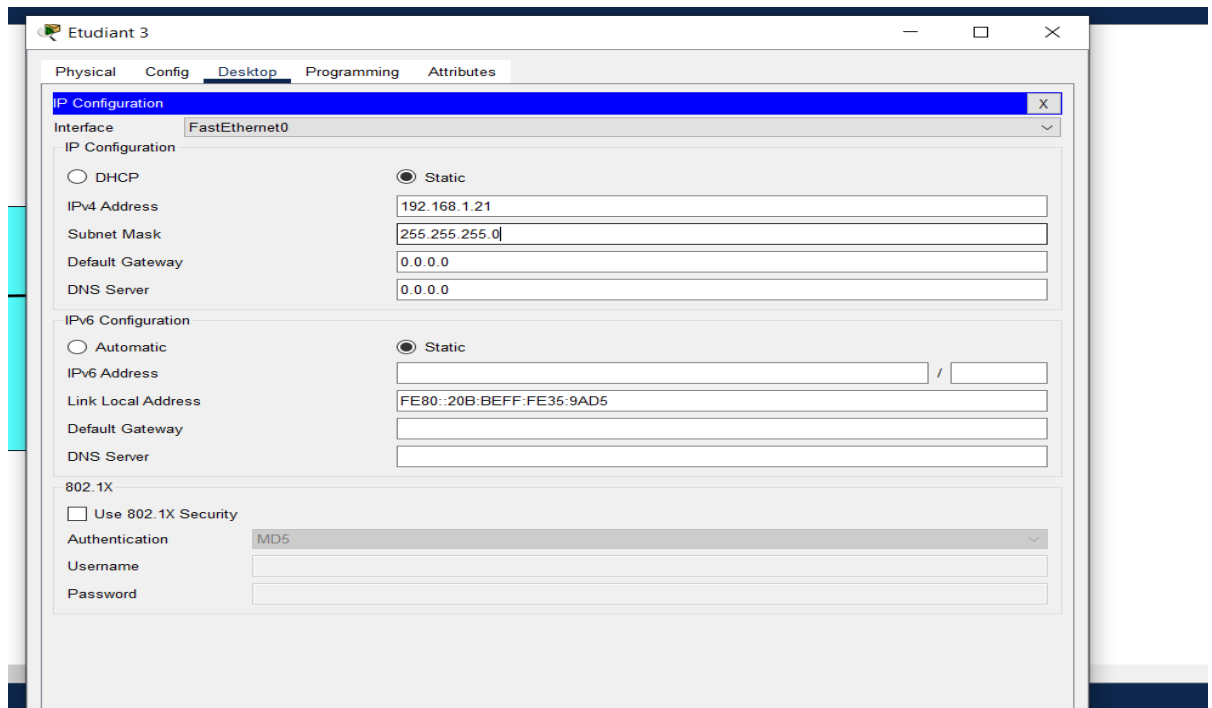 Etudiant 3
Physical Config Desktop Programming Attributes
IP Configuration X
Interface FastEthernet0
IP Configuration
DHCP Static
IPv4 Address 192.168.1.21
Subnet Mask 255.255.255.0
Default Gateway 0.0.0.0
DNS Server 0.0.0.0
IPv6 Configuration
Automatic Static
IPv6 Address /
Link Local Address FE80::20B:BEFF:FE35:9AD5
Default Gateway
DNS Server
802.1X
Use 802.1X Security
Authentication MD5
Username
Password